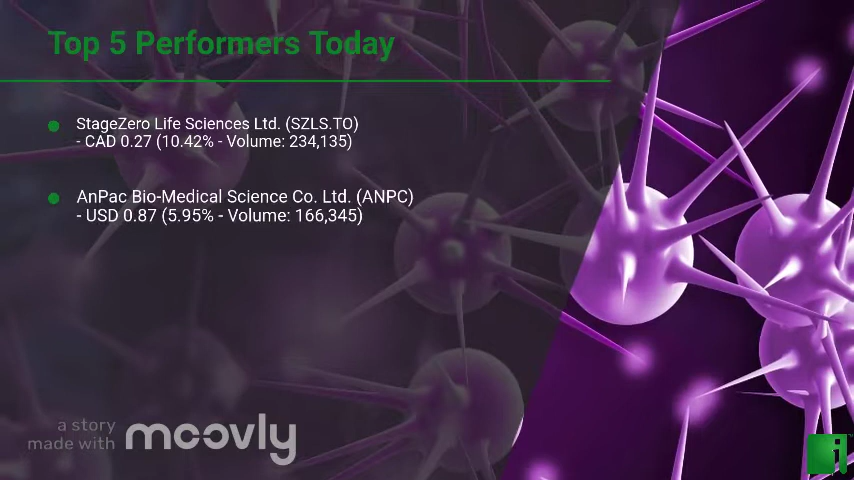 Top 5 Performers Today
StageZero Life Sciences Ltd. (SZLS.TO)
- CAD 0.27 (10.42% - Volume: 234,135)
AnPac Bio-Medical Science Co. Ltd. (ANPC)
- USD 0.87 (5.95% - Volume: 166,345)
a story
made with moovly
i